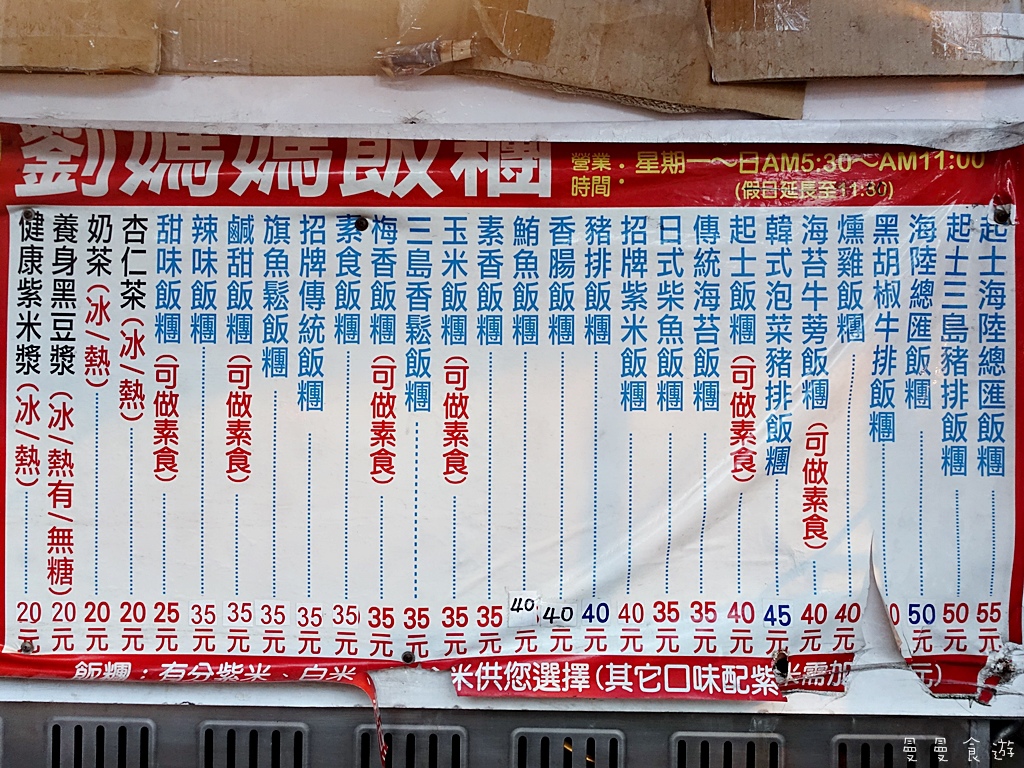 劉媽媽飯糰
營業時間：星期一～日AM5:30～AM11:00
(假日延長至11:30)
起士海陸總匯飯糰 55元
起士三島豬排飯糰 50元
海陸總匯飯糰 50元
黑胡椒牛排飯糰 0
燻雞飯糰 40元
海苔牛蒡飯糰(可做素食) 40元
韓式泡菜豬排飯糰 45元
起士飯糰(可做素食) 40元
傳統海苔飯糰 35元
日式柴魚飯糰 35元
招牌紫米飯糰 40元
豬排飯糰 40元
香腸飯糰 40元
鮪魚飯糰 40元
素香飯糰 35元
玉米飯糰(可做素食) 35元
三島香鬆飯糰 35元
梅香飯糰(可做素食) 35元
素食飯糰 35元
招牌傳統飯糰 35元
旗魚鬆飯糰 35元
鹹甜飯糰(可做素食) 35元
辣味飯糰 35元
甜味飯糰(可做素食) 25元
杏仁茶(冰/熱) 20元
奶茶(冰/熱) 20元
養身黑豆漿(冰/熱有/無糖) 20元
健康紫米漿(冰/熱) 20元
飯糰：有分紫米、白米 米供您選擇(其它口味配紫米需加 元)
曼曼食遊